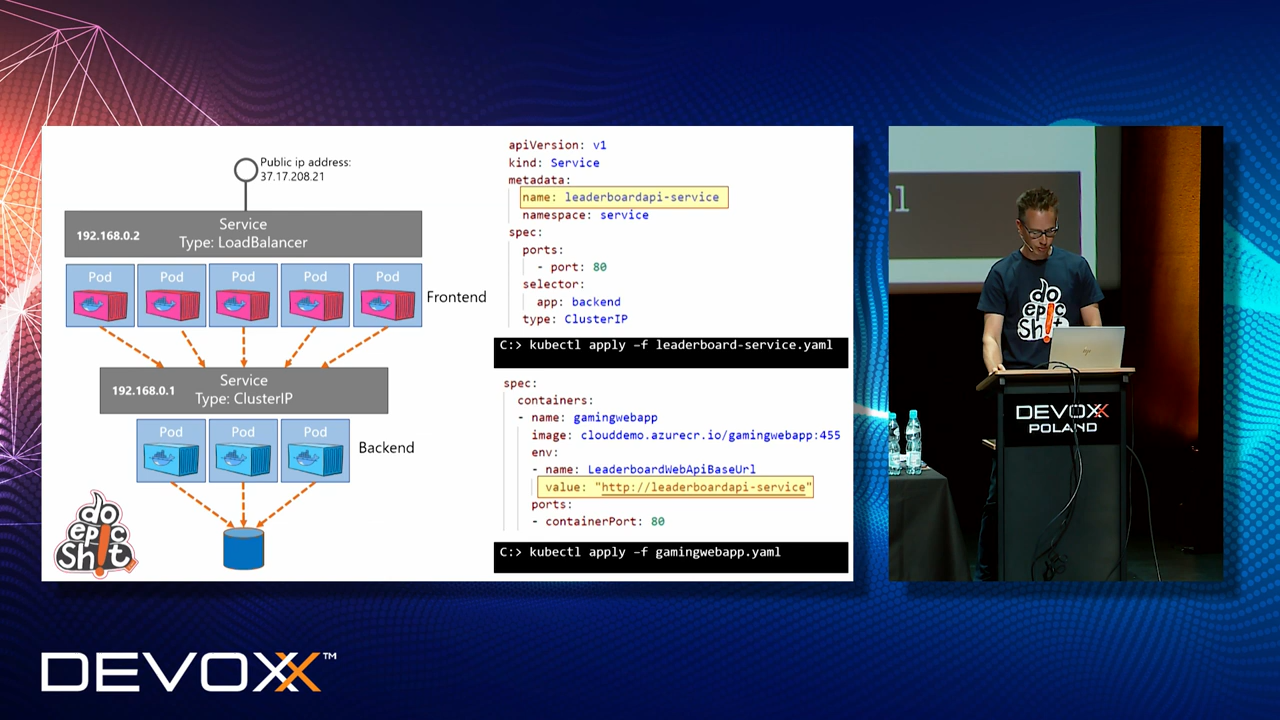 Public ip address:
37.17.208.21
192.168.0.2
Service
Type: LoadBalancer
Pod
Pod
Pod
Pod
Pod
Frontend
192.168.0.1
Service
Type: ClusterIP
Pod
Pod
Pod
Backend
do
epic
Sh!t
apiVersion: v1
kind: Service
metadata:
name: leaderboardapi-service
namespace: service
spec:
ports:
- port: 80
selector:
app: backend
type: ClusterIP
C:> kubectl apply –f leaderboard-service.yaml
spec:
containers:
- name: gamingwebapp
image: clouddemo.azurecr.io/gamingwebapp:455
env:
- name: LeaderboardWebApiBaseUrl
value: "http://leaderboardapi-service"
ports:
- containerPort: 80
C:> kubectl apply –f gamingwebapp.yaml
do
epic
Sh!t
DEVOXX
POLAND
DEVOXX™